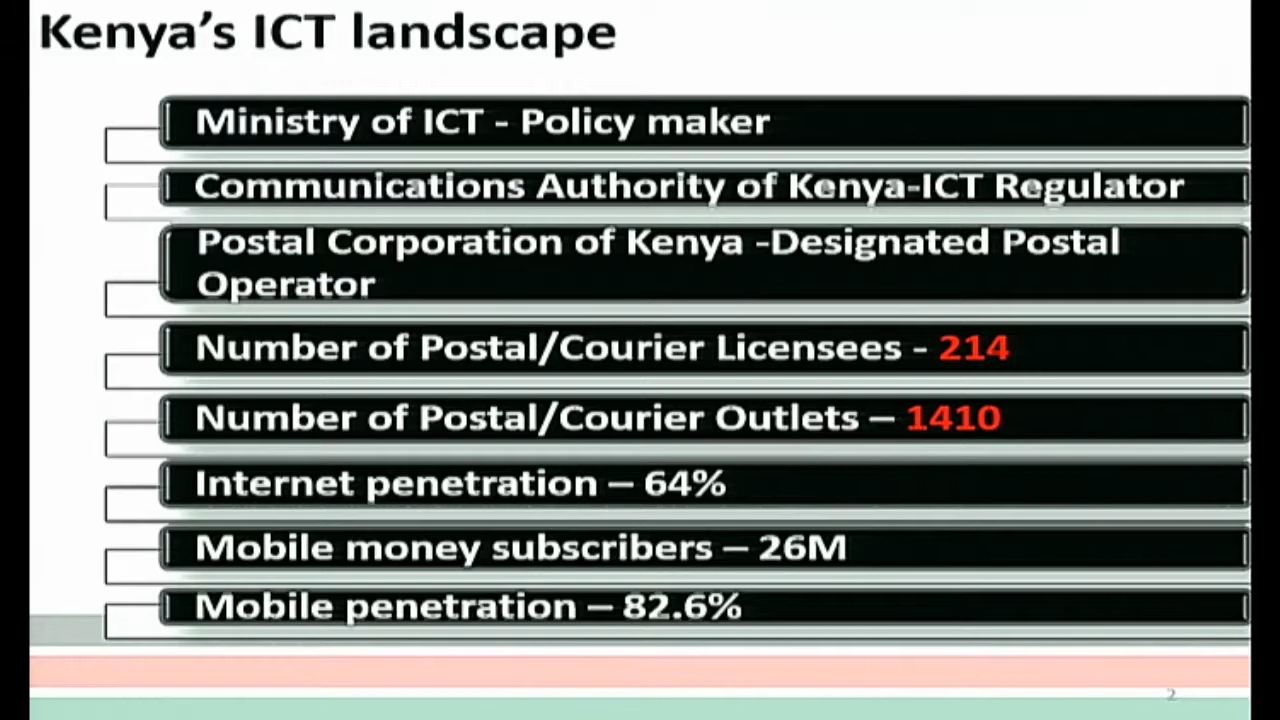 Kenya's ICT landscape
Ministry of ICT - Policy maker
Communications Authority of Kenya-ICT Regulator
Postal Corporation of Kenya -Designated Postal
Operator
Number of Postal/Courier Licensees - 214
Number of Postal/Courier Outlets – 1410
Internet penetration – 64%
Mobile money subscribers – 26M
Mobile penetration – 82.6%
2